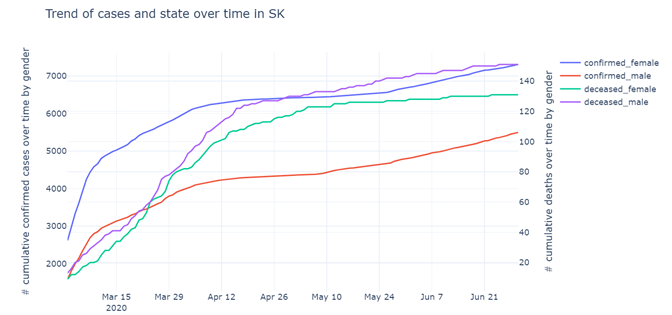 Trend of cases and state over time in SK
# cumulative confirmed cases over time by gender
7000
6000
5000
4000
3000
2000
Mar 15
2020
Mar 29
Apr 12
Apr 26
May 10
May 24
Jun 7
Jun 21
140
120
100
80
60
40
20
# cumulative deaths over time by gender
confirmed_female
confirmed_male
deceased_female
deceased_male